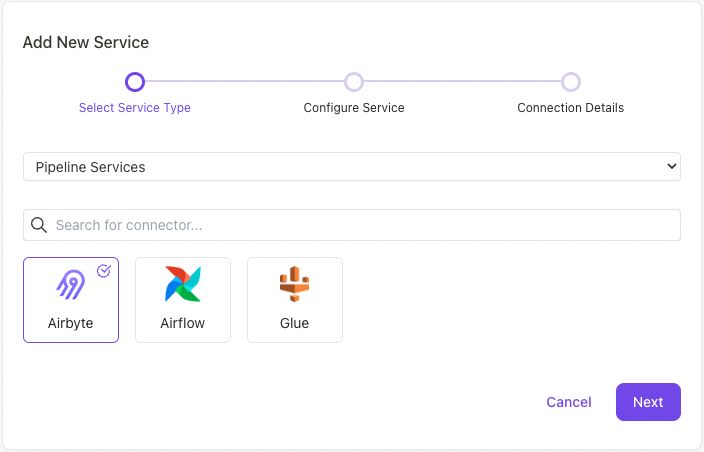 Add New Service
Select Service Type
Configure Service
Connection Details
Pipeline Services
Search for connector...
Airbyte
Airflow
Glue
Cancel
Next